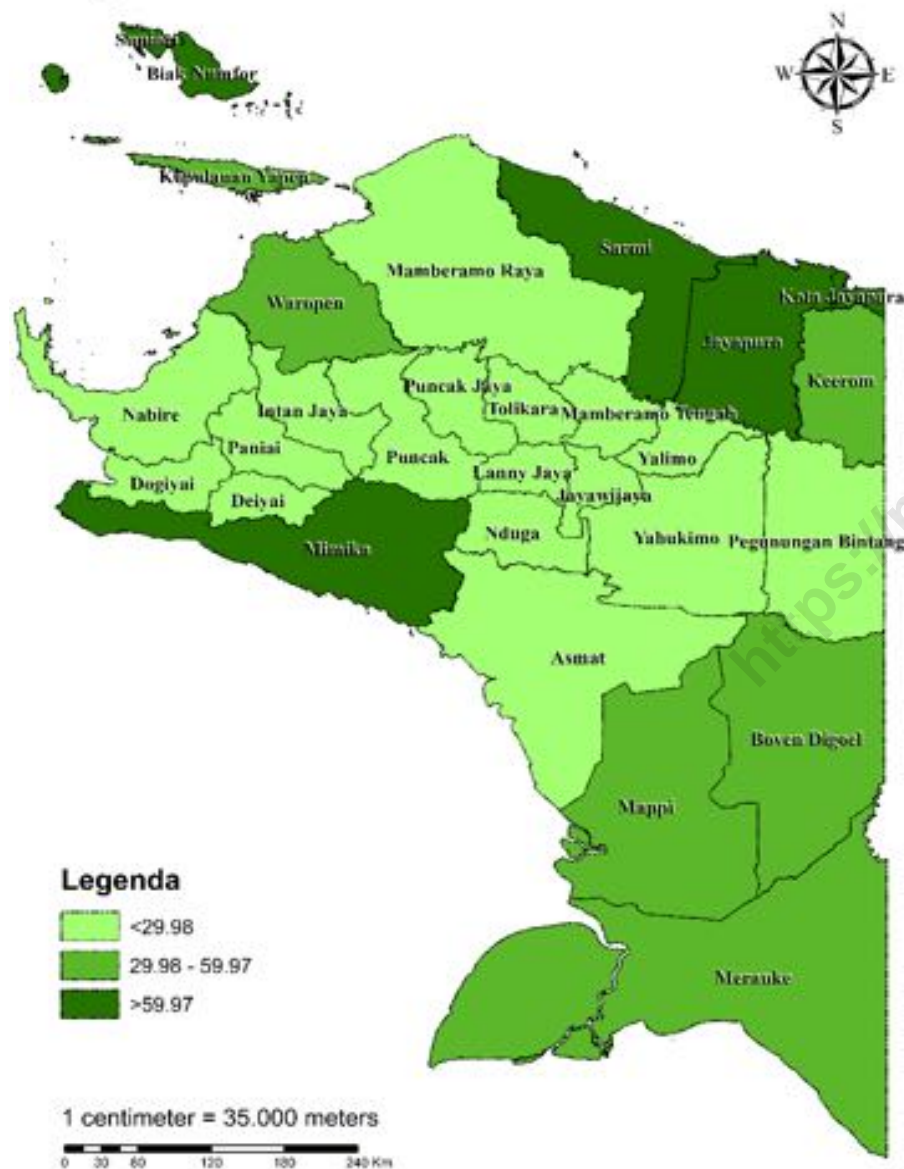 N
W E
S
Supiori
Biak Numfor
Kepulauan Yapen
Sarmi
Mamberamo Raya
Kota Jayapura
Waropen
Jayapura
Keerom
Puncak Jaya
Nabire
Intan Jaya
Tolikara
Mamberamo Tengah
Paniai
Puncak
Yalimo
Dogiyai
Lanny Jaya
Deiyai
Jayawijaya
Mimika
Nduga
Yahukimo
Pegunungan Bintang
https://
Asmat
Boven Digoel
Mappi
Merauke
Legenda
<29.98
29.98 - 59.97
>59.97
1 centimeter = 35.000 meters
0 30 60 120 180 240 Km